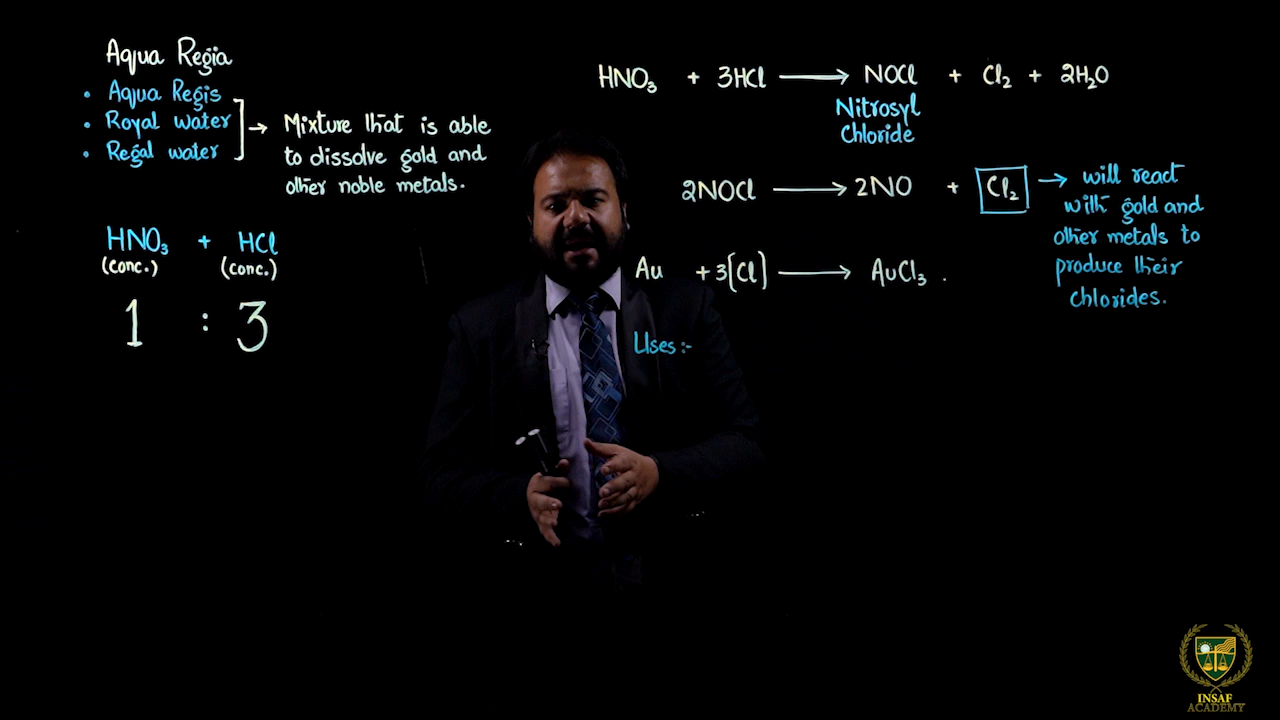 Aqua Regia
• Aqua Regis
• Royal water
• Regal water
→ Mixture that is able
to dissolve gold and
other noble metals.
HNO₃ + HCl
(conc.) (conc.)
1 : 3
HNO₃ + 3HCl → NOCl + Cl₂ + 2H₂O
Nitrosyl
Chloride
2NOCl → 2NO + Cl₂ → will react
with gold and
other metals to
produce their
chlorides.
Au + 3[Cl] → AuCl₃ .
Uses :-
INSAF
ACADEMY